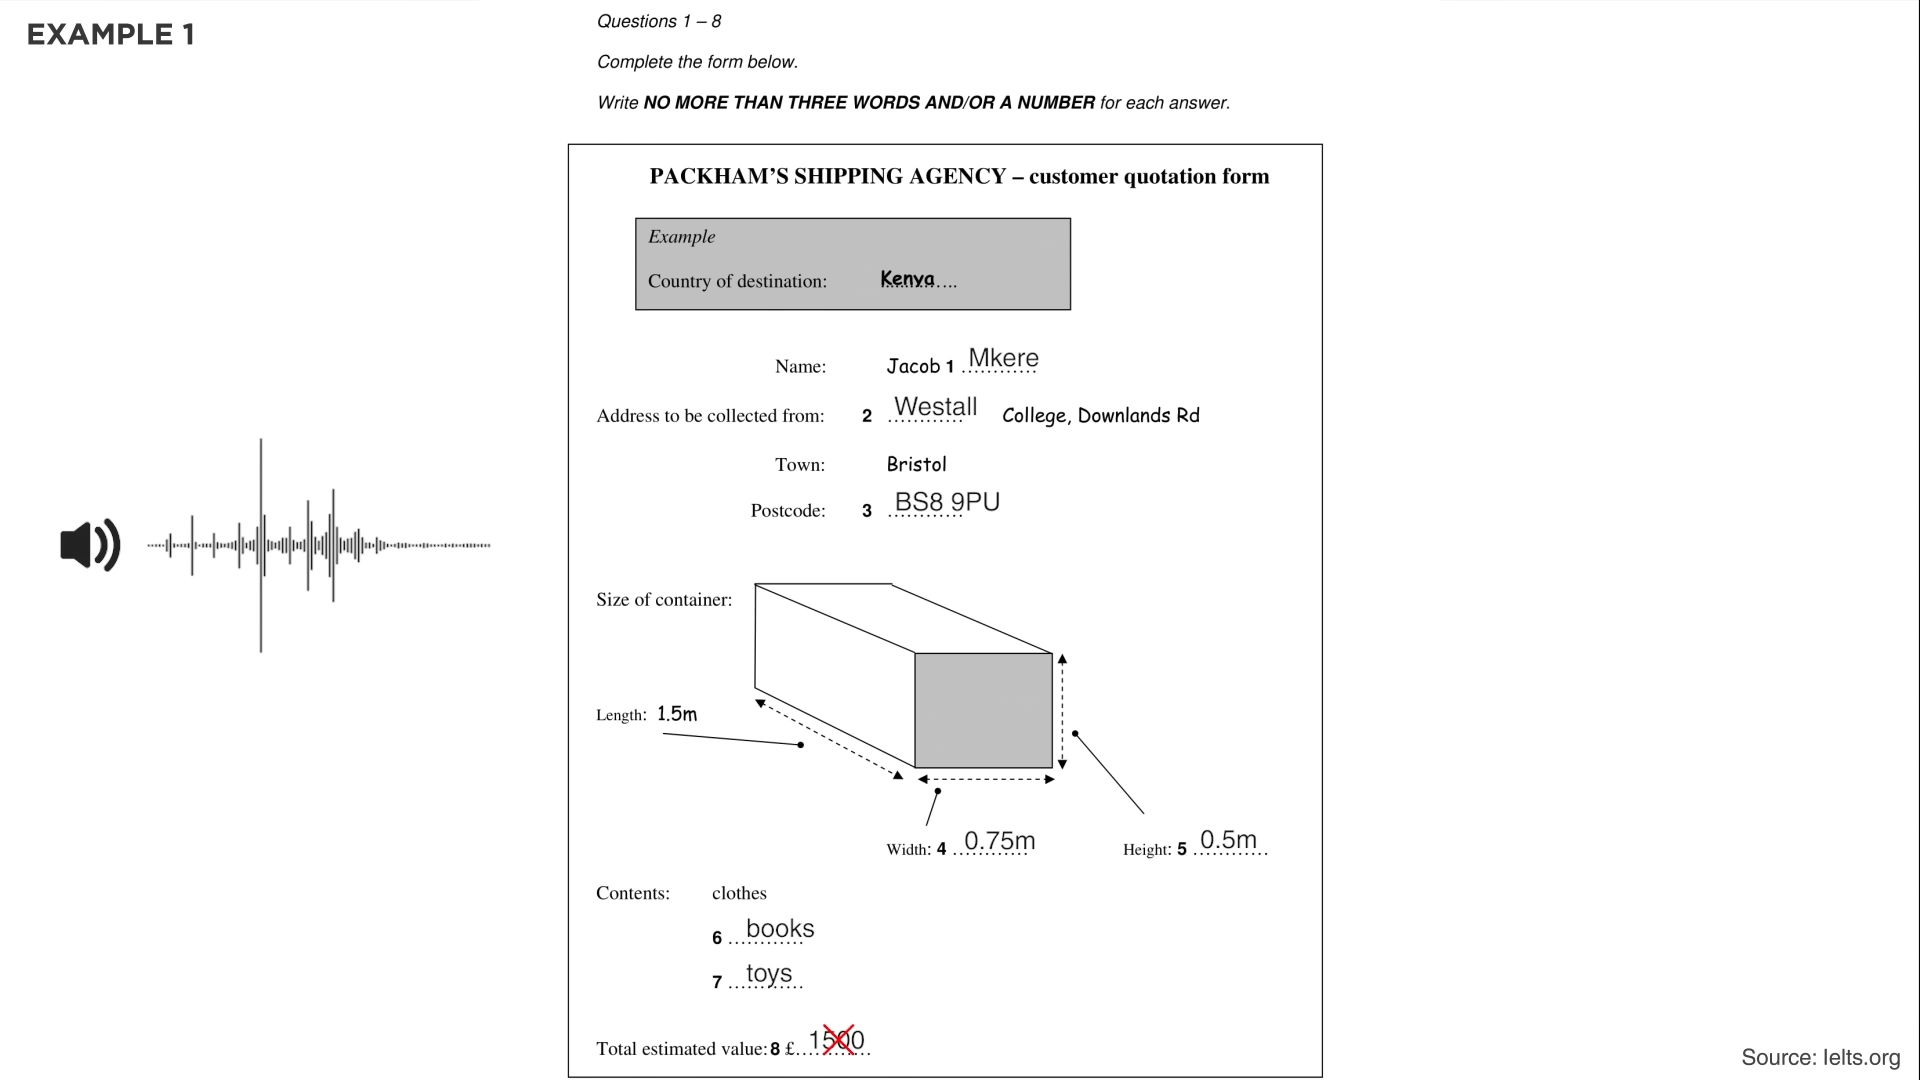 EXAMPLE 1
Questions 1 – 8
Complete the form below.
Write NO MORE THAN THREE WORDS AND/OR A NUMBER for each answer.
PACKHAM'S SHIPPING AGENCY – customer quotation form
Example
Country of destination: Kenya....
Name: Jacob 1 Mkere
Address to be collected from: 2 Westall College, Downlands Rd
Town: Bristol
Postcode: 3 BS8 9PU
Size of container:
Length: 1.5m
Width: 4 0.75m Height: 5 0.5m
Contents: clothes
6 books
7 toys
Total estimated value: 8 £ 1500
Source: Ielts.org